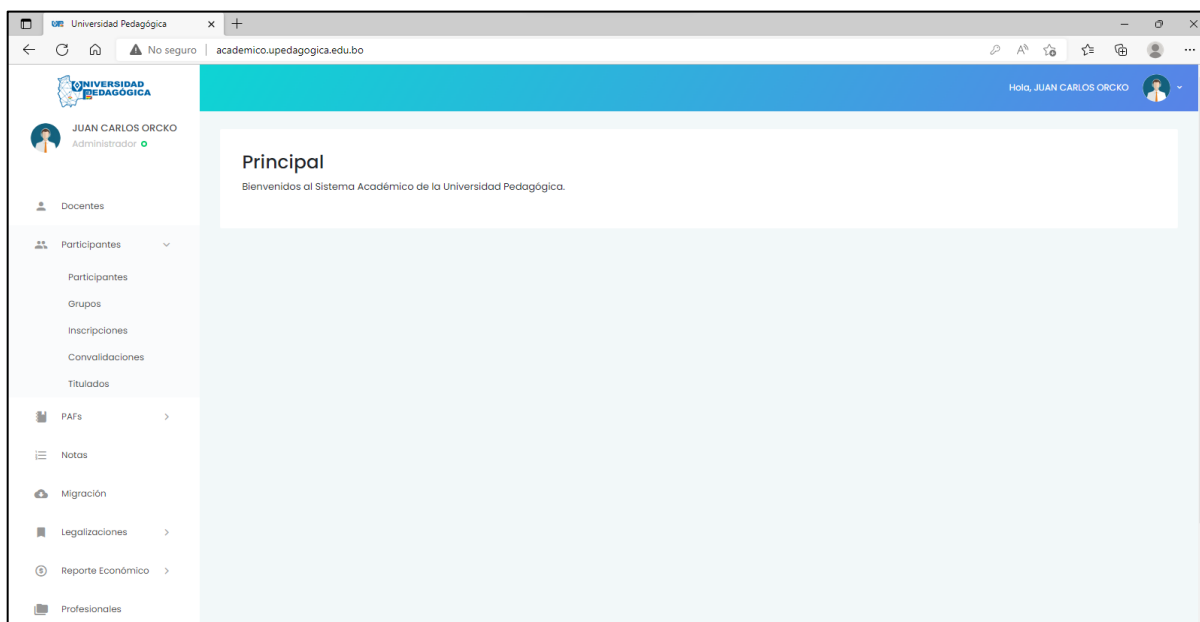 Universidad Pedagógica
No seguro
academico.upedagogica.edu.bo
UNIVERSIDAD
PEDAGÓGICA
Hola, JUAN CARLOS ORCKO
JUAN CARLOS ORCKO
Administrador
Principal
Bienvenidos al Sistema Académico de la Universidad Pedagógica.
Docentes
Participantes
Participantes
Grupos
Inscripciones
Convalidaciones
Titulados
PAFs
Notas
Migración
Legalizaciones
Reporte Económico
Profesionales